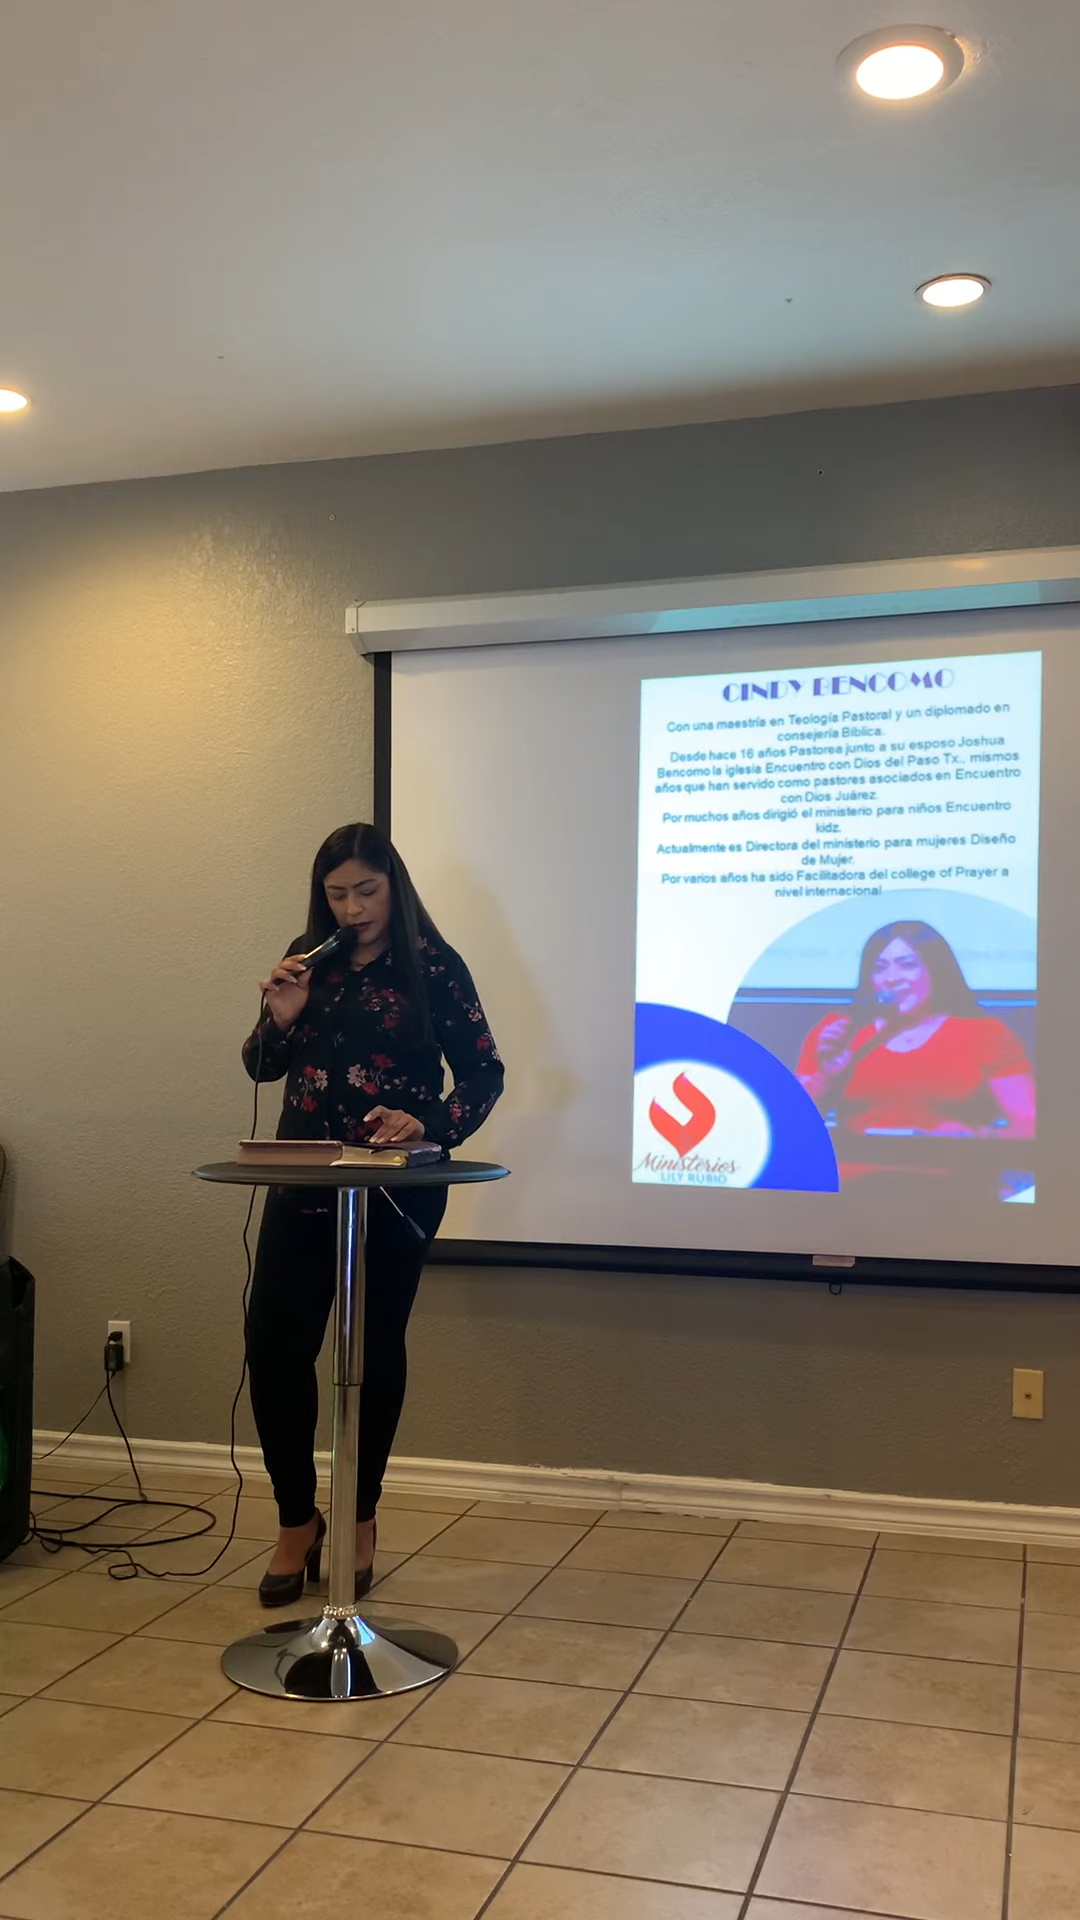 CINDY BENCOMO
Con una maestría en Teología Pastoral y un diplomado en
consejería Bíblica.
Desde hace 16 años Pastorea junto a su esposo Joshua
Bencomo la iglesia Encuentro con Dios del Paso Tx., mismos
años que han servido como pastores asociados en Encuentro
con Dios Juárez.
Por muchos años dirigió el ministerio para niños Encuentro
kidz.
Actualmente es Directora del ministerio para mujeres Diseño
de Mujer.
Por varios años ha sido Facilitadora del college of Prayer a
nivel internacional
Ministerios
LILY RUBIO